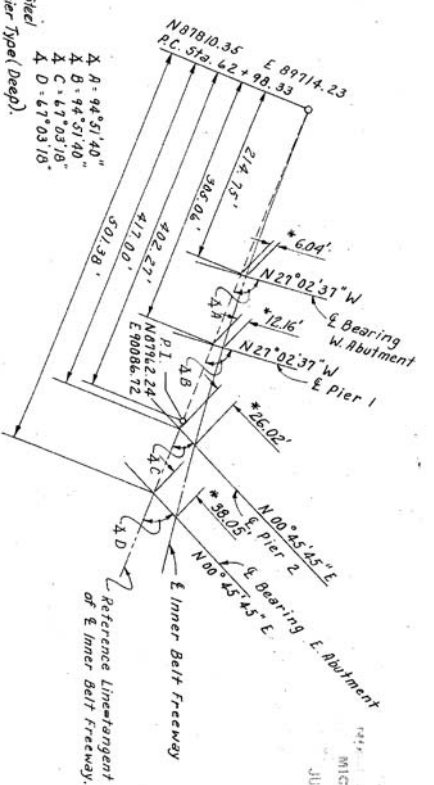 N87810.35 E 89714.23
P.C. Sta. 62 + 98.33
214.75'
305.06'
402.27'
417.00'
501.38'
* 6.04'
N 27° 02' 37" W
℄ Bearing
W. Abutment
* 12.16'
N 27° 02' 37" W
℄ Pier 1
∡ A
∡ B
P.I.
N 87962.24
E 90086.72
* 26.02'
∡ C
N 00° 45' 45" E
℄ Pier 2
* 38.05'
∡ D
N 00° 45' 45" E
℄ Bearing E. Abutment
℄ Inner Belt Freeway
Reference Line=tangent
of ℄ Inner Belt Freeway.
∡ A = 94° 51' 40"
∡ B = 94° 51' 40"
∡ C = 67° 03' 18"
∡ D = 67° 03' 18"
Steel
ier Type (Deep).
MIC
JU